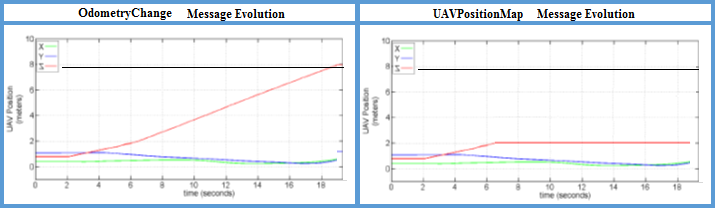 OdometryChange Message Evolution
10
8
6
4
2
0
X
Y
Z
UAV Position
(meters)
0 2 4 6 8 10 12 14 16 18
time (seconds)
UAVPositionMap Message Evolution
10
8
6
4
2
0
X
Y
Z
UAV Position
(meters)
0 2 4 6 8 10 12 14 16 18
time (seconds)